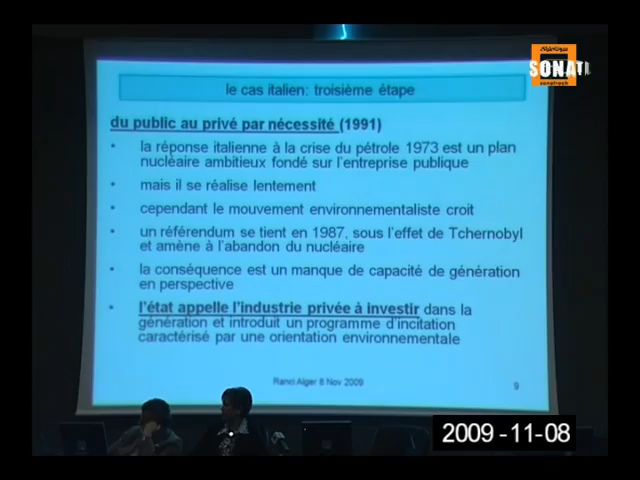 سوناطراك
SONATI
sonatrach
le cas italien: troisième étape
du public au privé par nécessité (1991)
• la réponse italienne à la crise du pétrole 1973 est un plan
nucléaire ambitieux fondé sur l'entreprise publique
• mais il se réalise lentement
• cependant le mouvement environnementaliste croit
• un référendum se tient en 1987, sous l'effet de Tchernobyl
et amène à l'abandon du nucléaire
• la conséquence est un manque de capacité de génération
en perspective
• l'état appelle l'industrie privée à investir dans la
génération et introduit un programme d'incitation
caractérisé par une orientation environnementale
Ranci Alger 8 Nov 2009
9
2009 -11-08